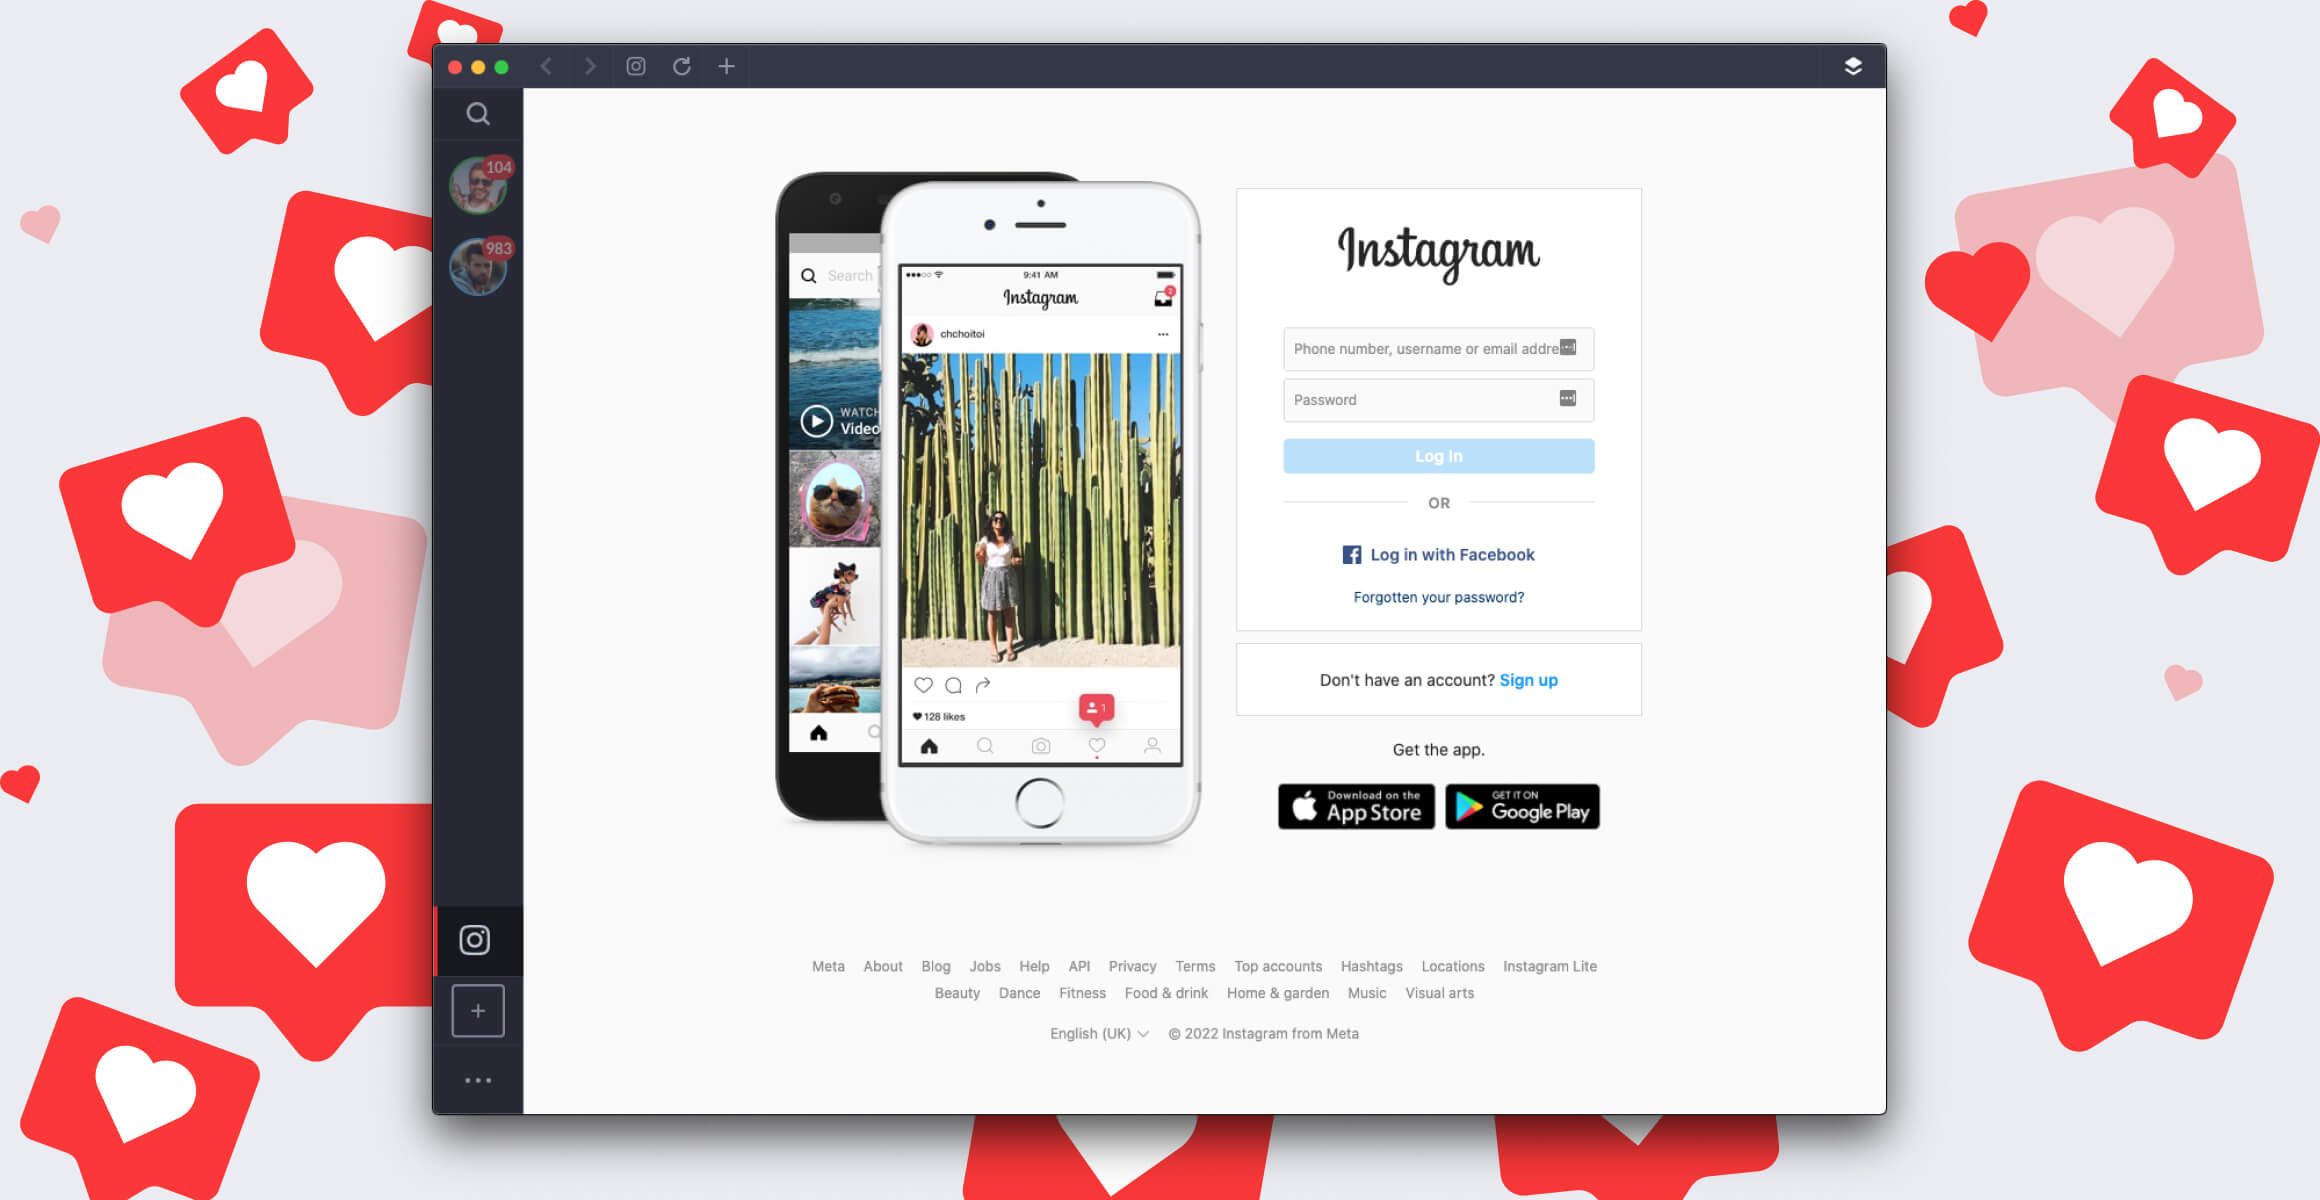 104
983
Search
WATCH
Video
9:41 AM
Instagram
2
chchoitoi
128 likes
1
Instagram
Phone number, username or email addre
Password
Log In
OR
Log in with Facebook
Forgotten your password?
Don't have an account? Sign up
Get the app.
Download on the
App Store
GET IT ON
Google Play
Meta About Blog Jobs Help API Privacy Terms Top accounts Hashtags Locations Instagram Lite
Beauty Dance Fitness Food & drink Home & garden Music Visual arts
English (UK) © 2022 Instagram from Meta